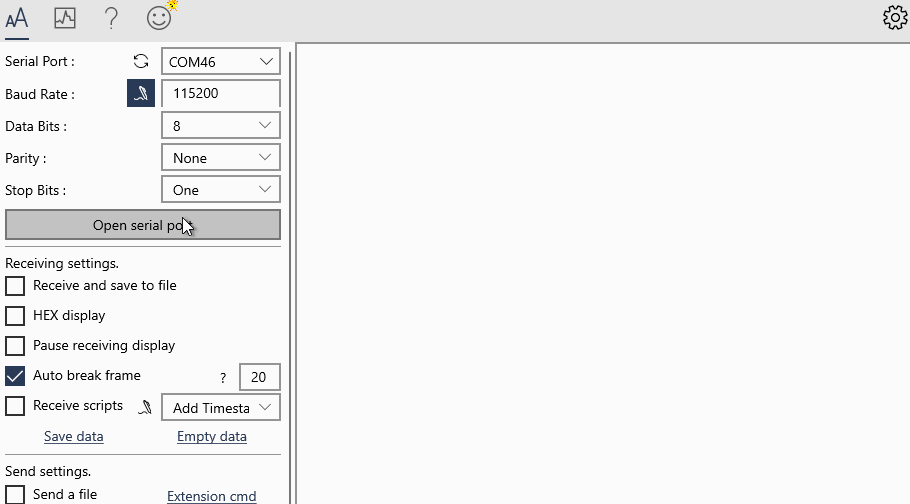 AA
?
Serial Port :
COM46
Baud Rate :
115200
Data Bits :
8
Parity :
None
Stop Bits :
One
Open serial port
Receiving settings.
Receive and save to file
HEX display
Pause receiving display
Auto break frame
?
20
Receive scripts
Add Timesta
Save data
Empty data
Send settings.
Send a file
Extension cmd